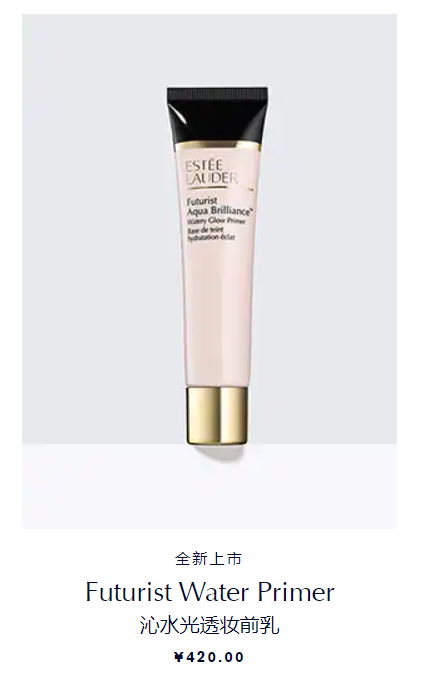 ESTĒE
LAUDER
Futurist
Aqua Brilliance™
Watery Glow Primer
Base de teint
hydratation éclat
全新上市
Futurist Water Primer
沁水光透妆前乳
¥420.00